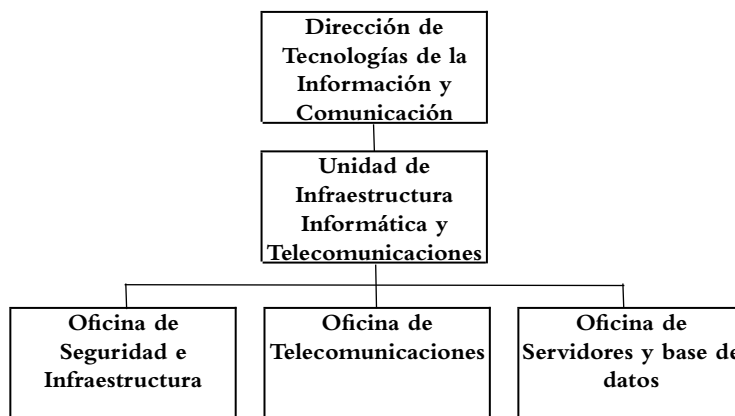 Dirección de
Tecnologías de la
Información y
Comunicación
Unidad de
Infraestructura
Informática y
Telecomunicaciones
Oficina de
Seguridad e
Infraestructura
Oficina de
Telecomunicaciones
Oficina de
Servidores y base de
datos